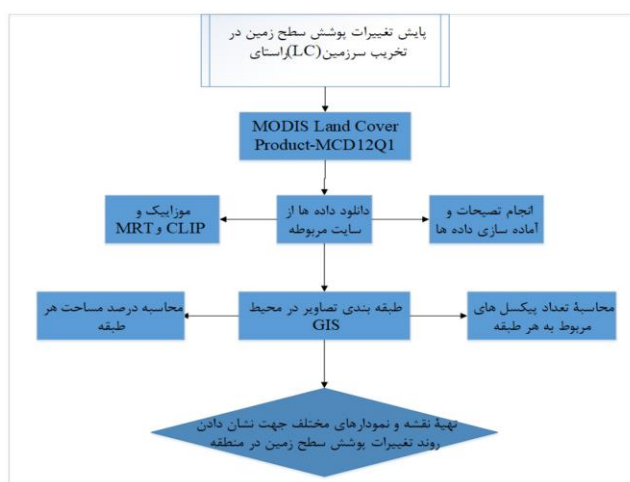 پایش تغییرات پوشش سطح زمین در
تخریب سرزمین(LC)راستای
MODIS Land Cover
Product-MCD12Q1
انجام تصیحات و
آماده سازی داده ها
دانلود داده ها از
سایت مربوطه
موزاییک و
CLIP و MRT
محاسبۀ تعداد پیکسل های
مربوط به هر طبقه
طبقه بندی تصاویر در محیط
GIS
محاسبه درصد مساحت هر
طبقه
تهیۀ نقشه و نمودارهای مختلف جهت نشان دادن
روند تغییرات پوشش سطح زمین در منطقه